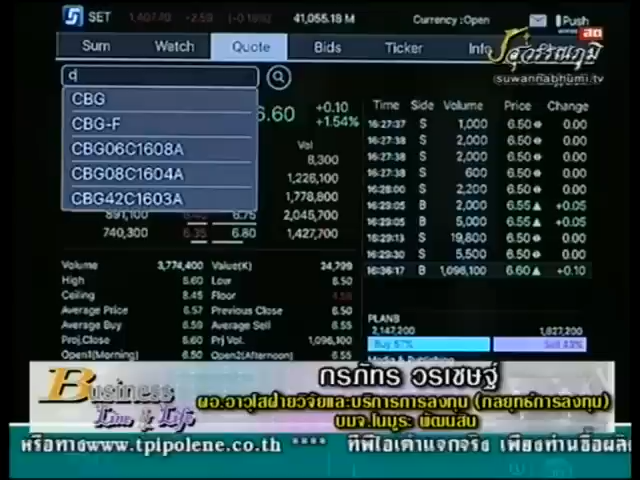 SET 41,055.18 M Currency :Open Push
Sum Watch Quote Bids Ticker Info
สุวรรณภูมิ สด
suwannabhumi.tv
c
CBG
CBG-F
CBG06C1608A
CBG08C1604A
CBG42C1603A
6.60 +0.10
+1.54%
Vol
8,300
1,226,100
1,778,800
891,100 6.40 6.75 2,045,700
740,300 6.35 6.80 1,427,700
Time Side Volume Price Change
16:27:37 S 1,000 6.50 0.00
16:27:38 S 2,000 6.50 0.00
16:27:38 S 2,000 6.50 0.00
16:27:38 S 600 6.50 0.00
16:28:00 S 2,200 6.50 0.00
16:29:05 B 2,000 6.55▲ +0.05
16:29:05 B 5,000 6.55▲ +0.05
16:29:13 S 19,800 6.50 0.00
16:29:30 S 5,500 6.50 0.00
16:36:17 B 1,096,100 6.60▲ +0.10
Volume 3,774,400 Value(K) 34,799
High 6.60 Low 6.50
Ceiling 8.45 Floor
Average Price 6.57 Previous Close 6.50
Average Buy 6.59 Average Sell 6.55
Proj.Close 6.60 Prj Vol. 1,096,100
Open1(Morning) 6.50 Open2(Afternoon) 6.55
PLANB
2,147,200 1,627,200
Buy 57% Sell 43%
Media & Publishing
Business
Line & Life
กรภัทร วรเชษฐ์
ผอ.อาวุโสฝ่ายวิจัยและบริการการลงทุน (กลยุทธ์การลงทุน)
บมจ.โนมูระ พัฒนสิน
หรือทางwww.tpipolene.co.th **** ทีพีไอเค้าแจกจริง เพียงท่านซื้อผลิ